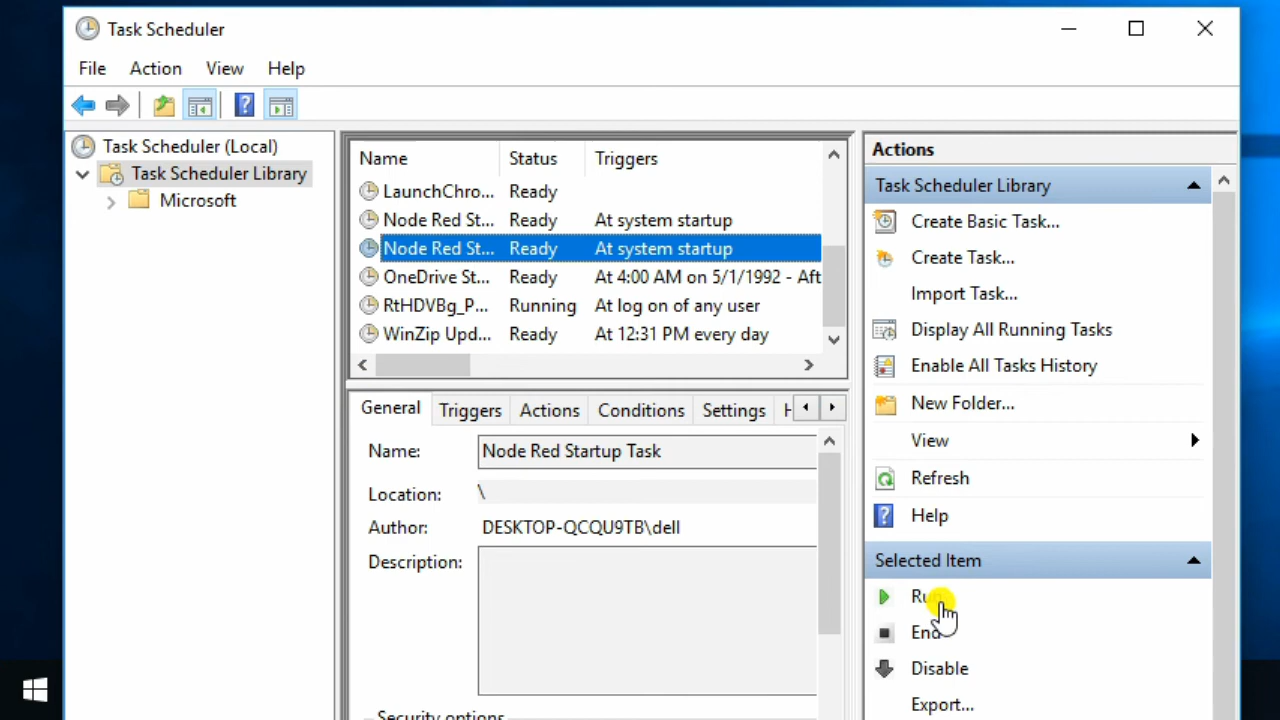 Task Scheduler
File Action View Help
Task Scheduler (Local)
Task Scheduler Library
Microsoft
Name Status Triggers
LaunchChro... Ready
Node Red St... Ready At system startup
Node Red St... Ready At system startup
OneDrive St... Ready At 4:00 AM on 5/1/1992 - Aft
RtHDVBg_P... Running At log on of any user
WinZip Upd... Ready At 12:31 PM every day
General Triggers Actions Conditions Settings H
Name: Node Red Startup Task
Location: \
Author: DESKTOP-QCQU9TB\dell
Description:
Security options
Actions
Task Scheduler Library
Create Basic Task...
Create Task...
Import Task...
Display All Running Tasks
Enable All Tasks History
New Folder...
View
Refresh
Help
Selected Item
Run
End
Disable
Export...